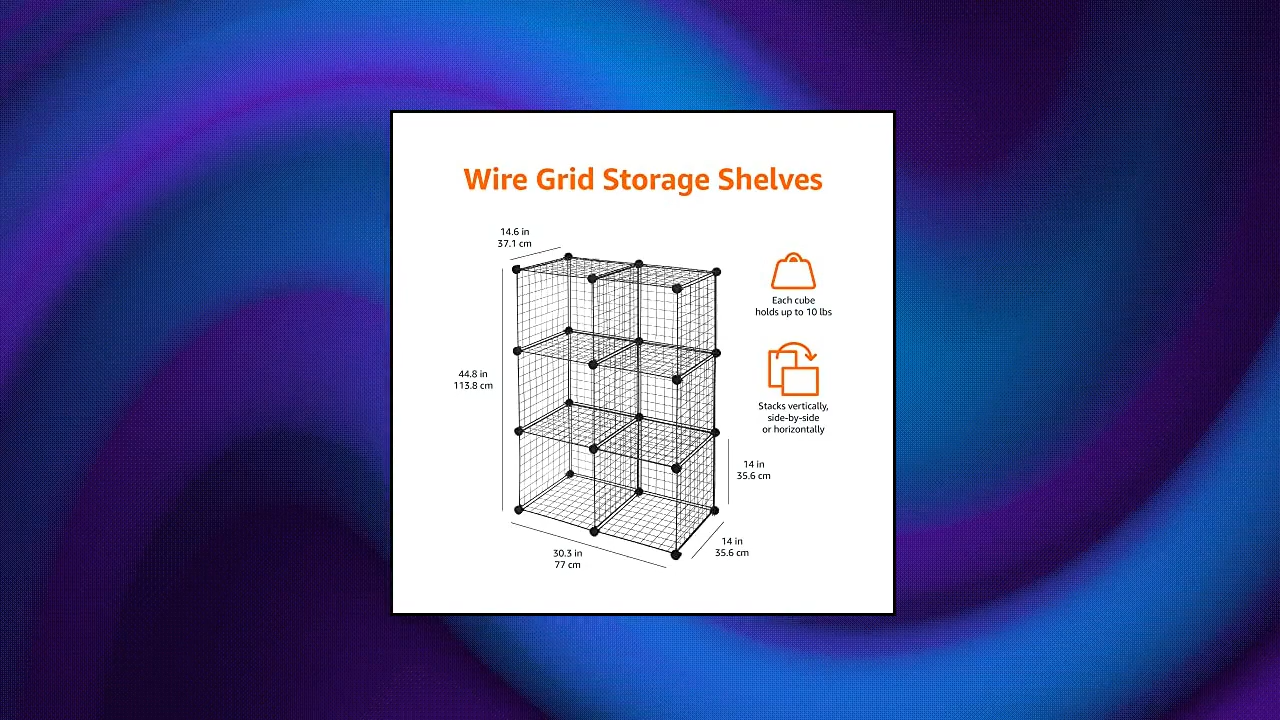 Wire Grid Storage Shelves
14.6 in
37.1 cm
Each cube
holds up to 10 lbs
44.8 in
113.8 cm
Stacks vertically,
side-by-side
or horizontally
14 in
35.6 cm
14 in
35.6 cm
30.3 in
77 cm